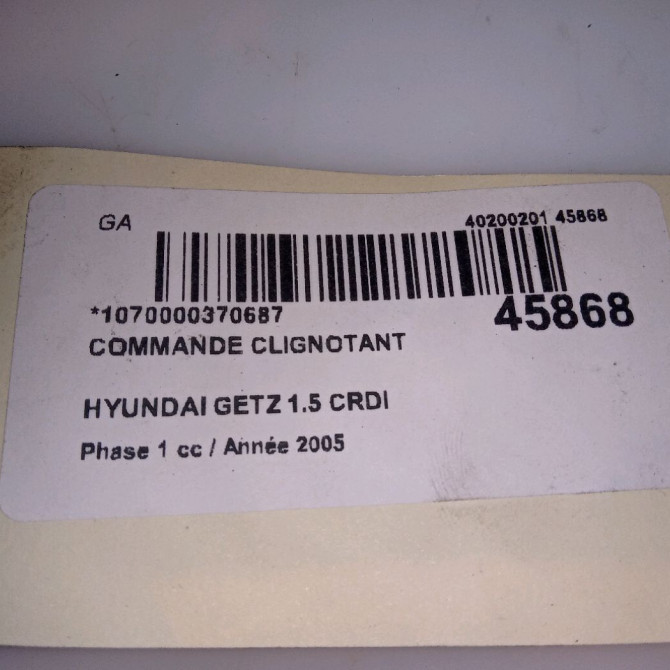 GA
40200201 45868
*1070000370687
45868
COMMANDE CLIGNOTANT
HYUNDAI GETZ 1.5 CRDI
Phase 1 cc / Année 2005